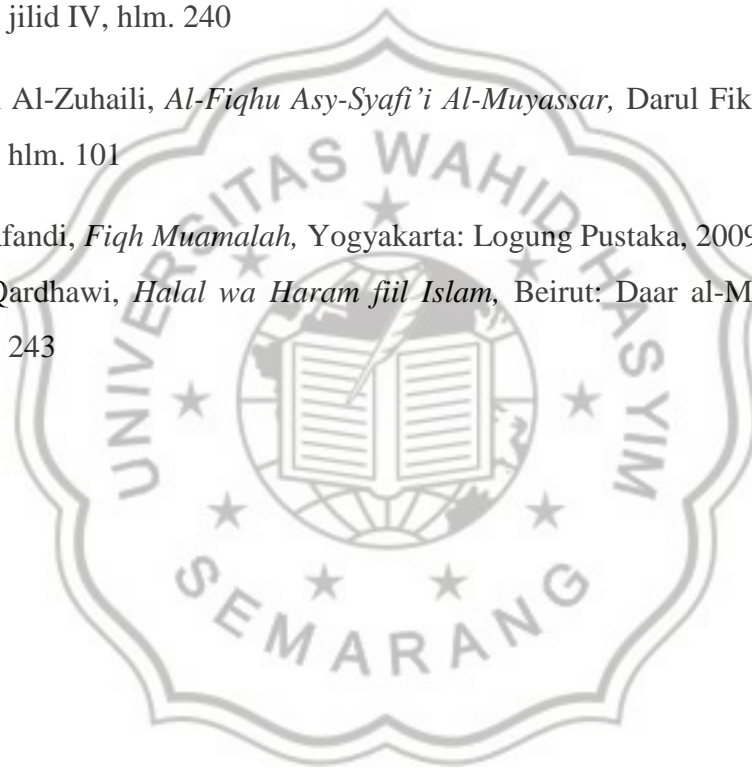 jilid IV, hlm. 240
Al-Zuhaili, Al-Fiqhu Asy-Syafi’i Al-Muyassar, Darul Fik
hlm. 101
fandi, Fiqh Muamalah, Yogyakarta: Logung Pustaka, 2009
Qardhawi, Halal wa Haram fiil Islam, Beirut: Daar al-M
243
UNIVERSITAS WAHID HASYIM
SEMARANG